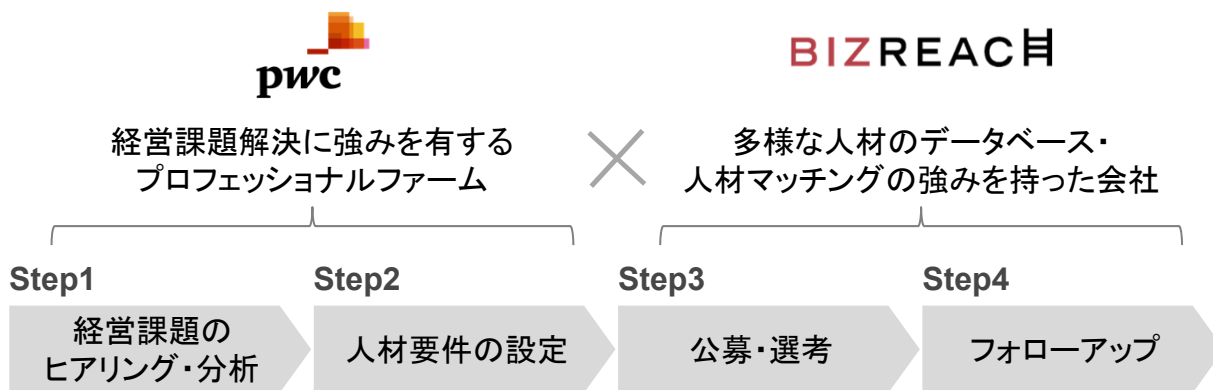 pwc
BIZREACH
経営課題解決に強みを有する
プロフェッショナルファーム
多様な人材のデータベース・
人材マッチングの強みを持った会社
Step1
Step2
Step3
Step4
経営課題の
ヒアリング・分析
人材要件の設定
公募・選考
フォローアップ